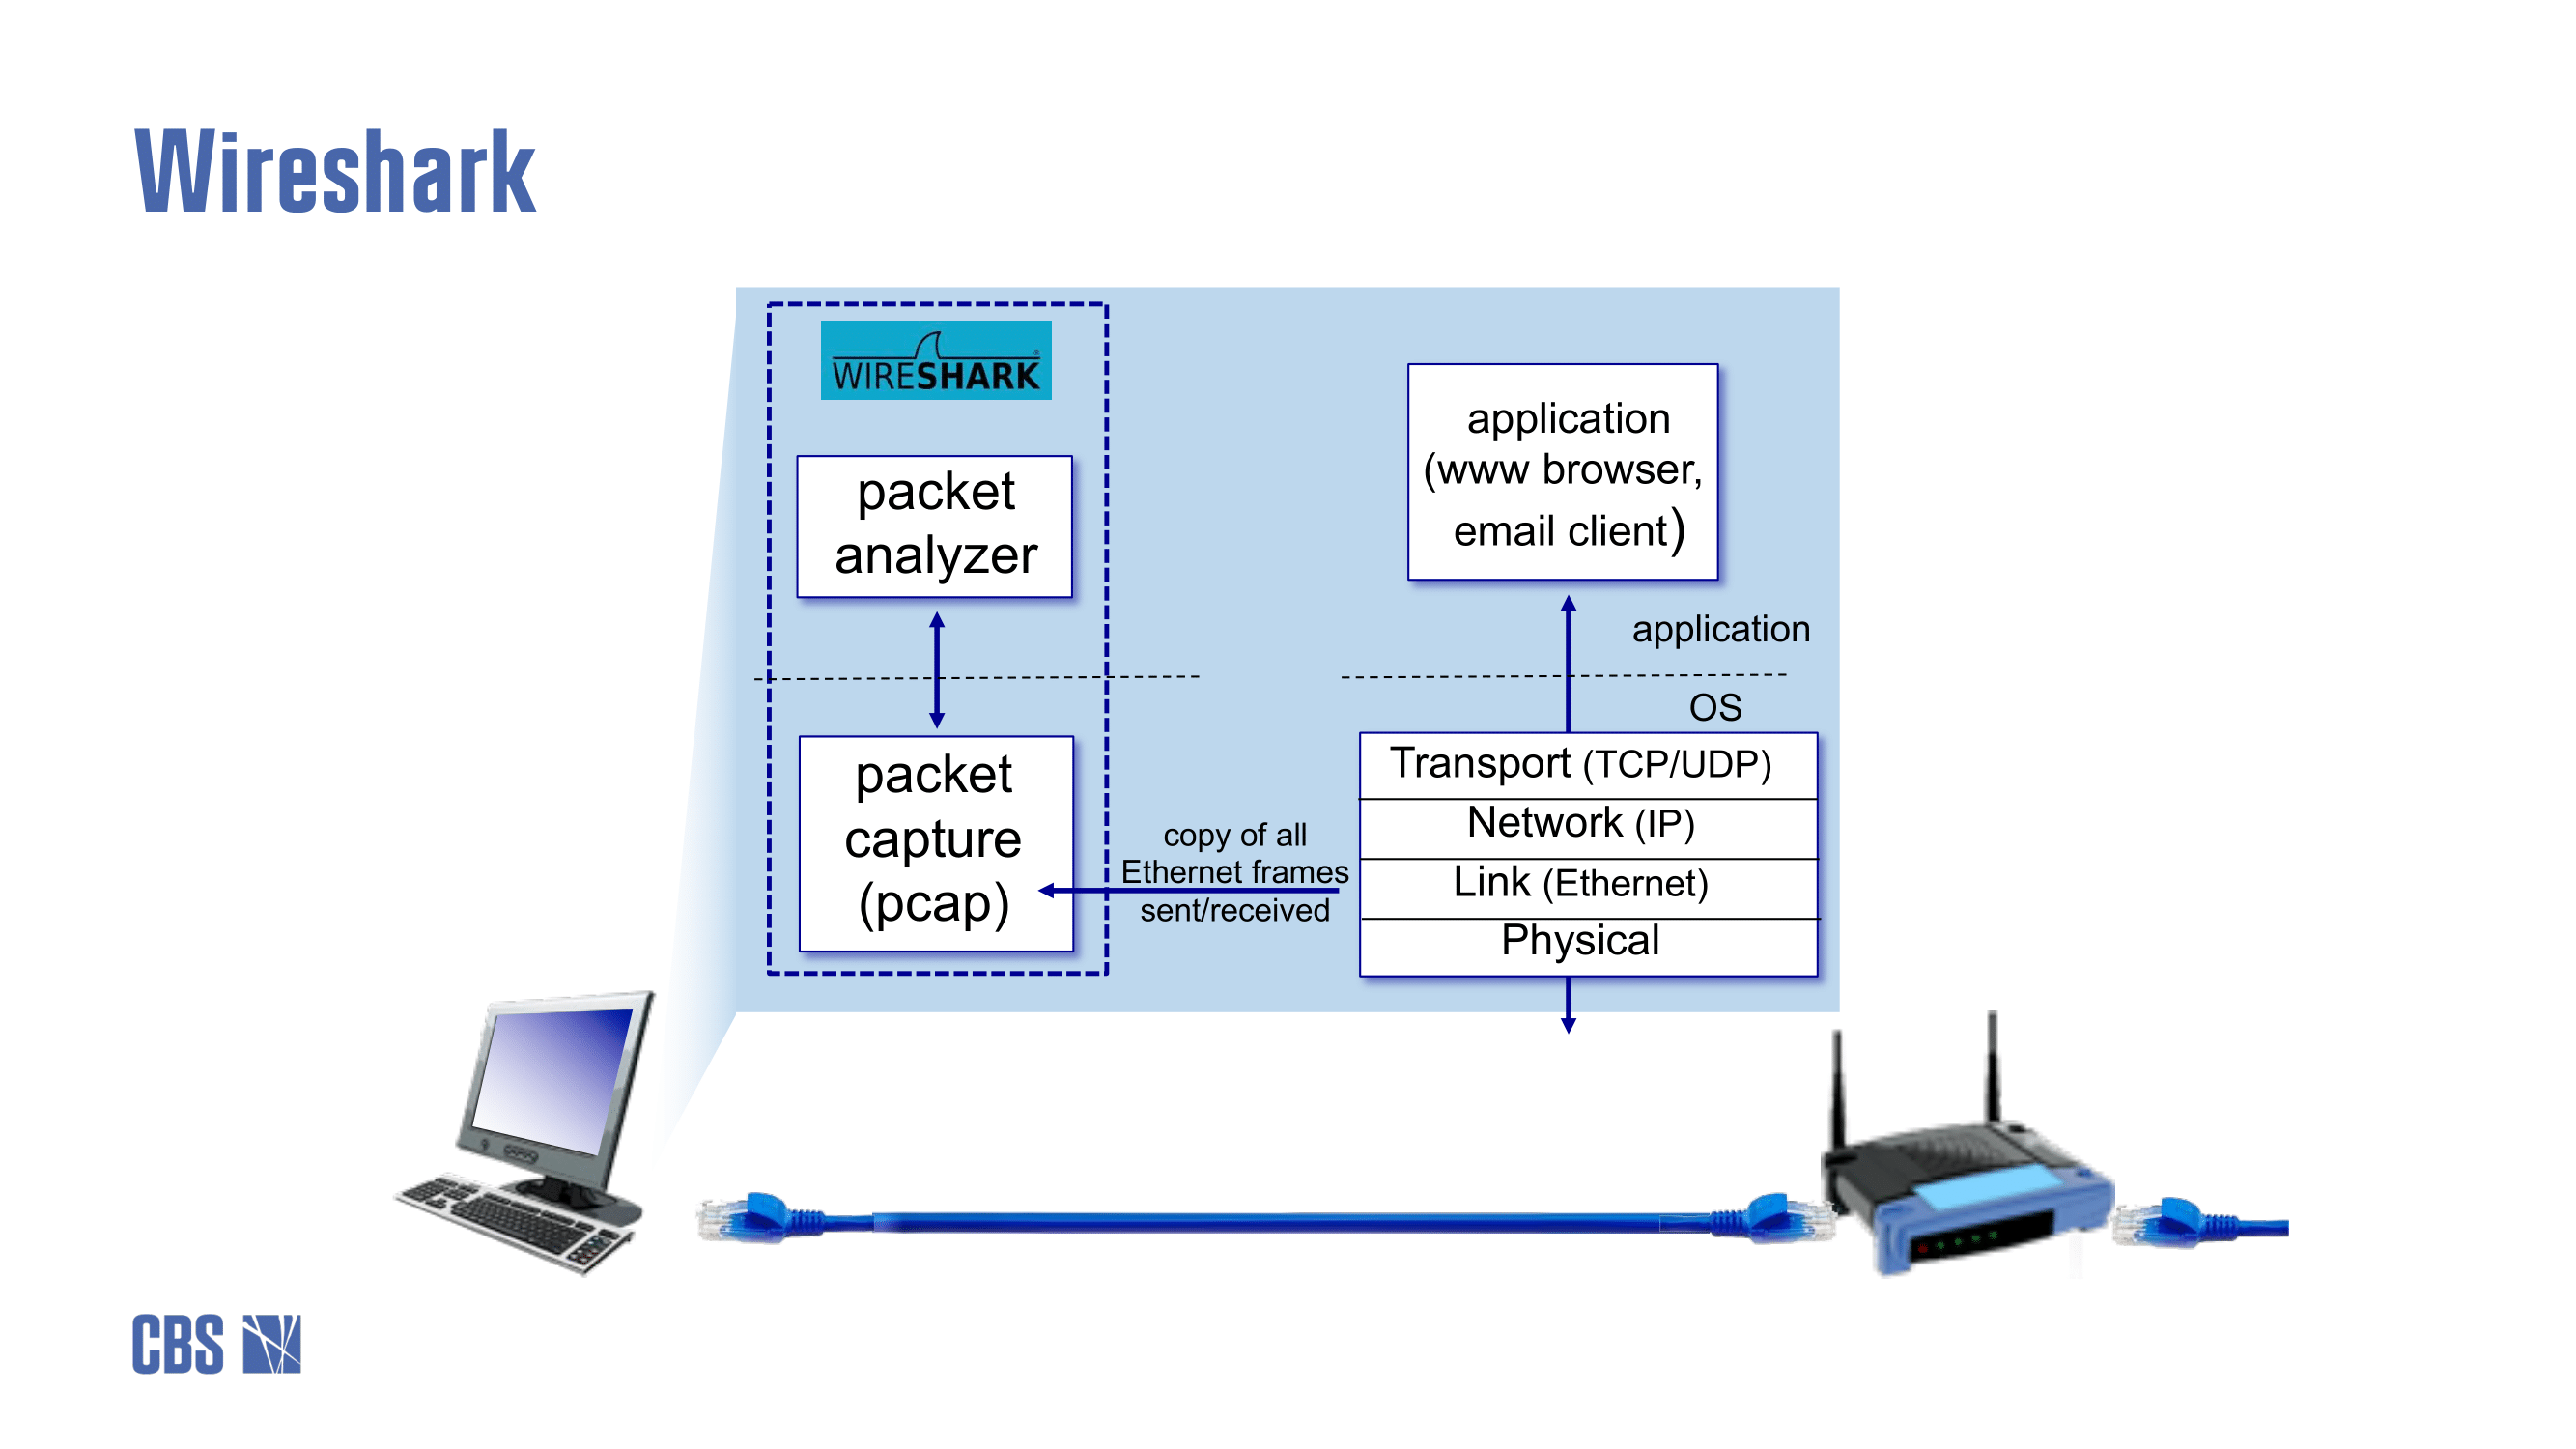 Wireshark
WIRESHARK
packet
analyzer
application
(www browser,
email client)
application
OS
packet
capture
(pcap)
copy of all
Ethernet frames
sent/received
Transport (TCP/UDP)
Network (IP)
Link (Ethernet)
Physical
CBS